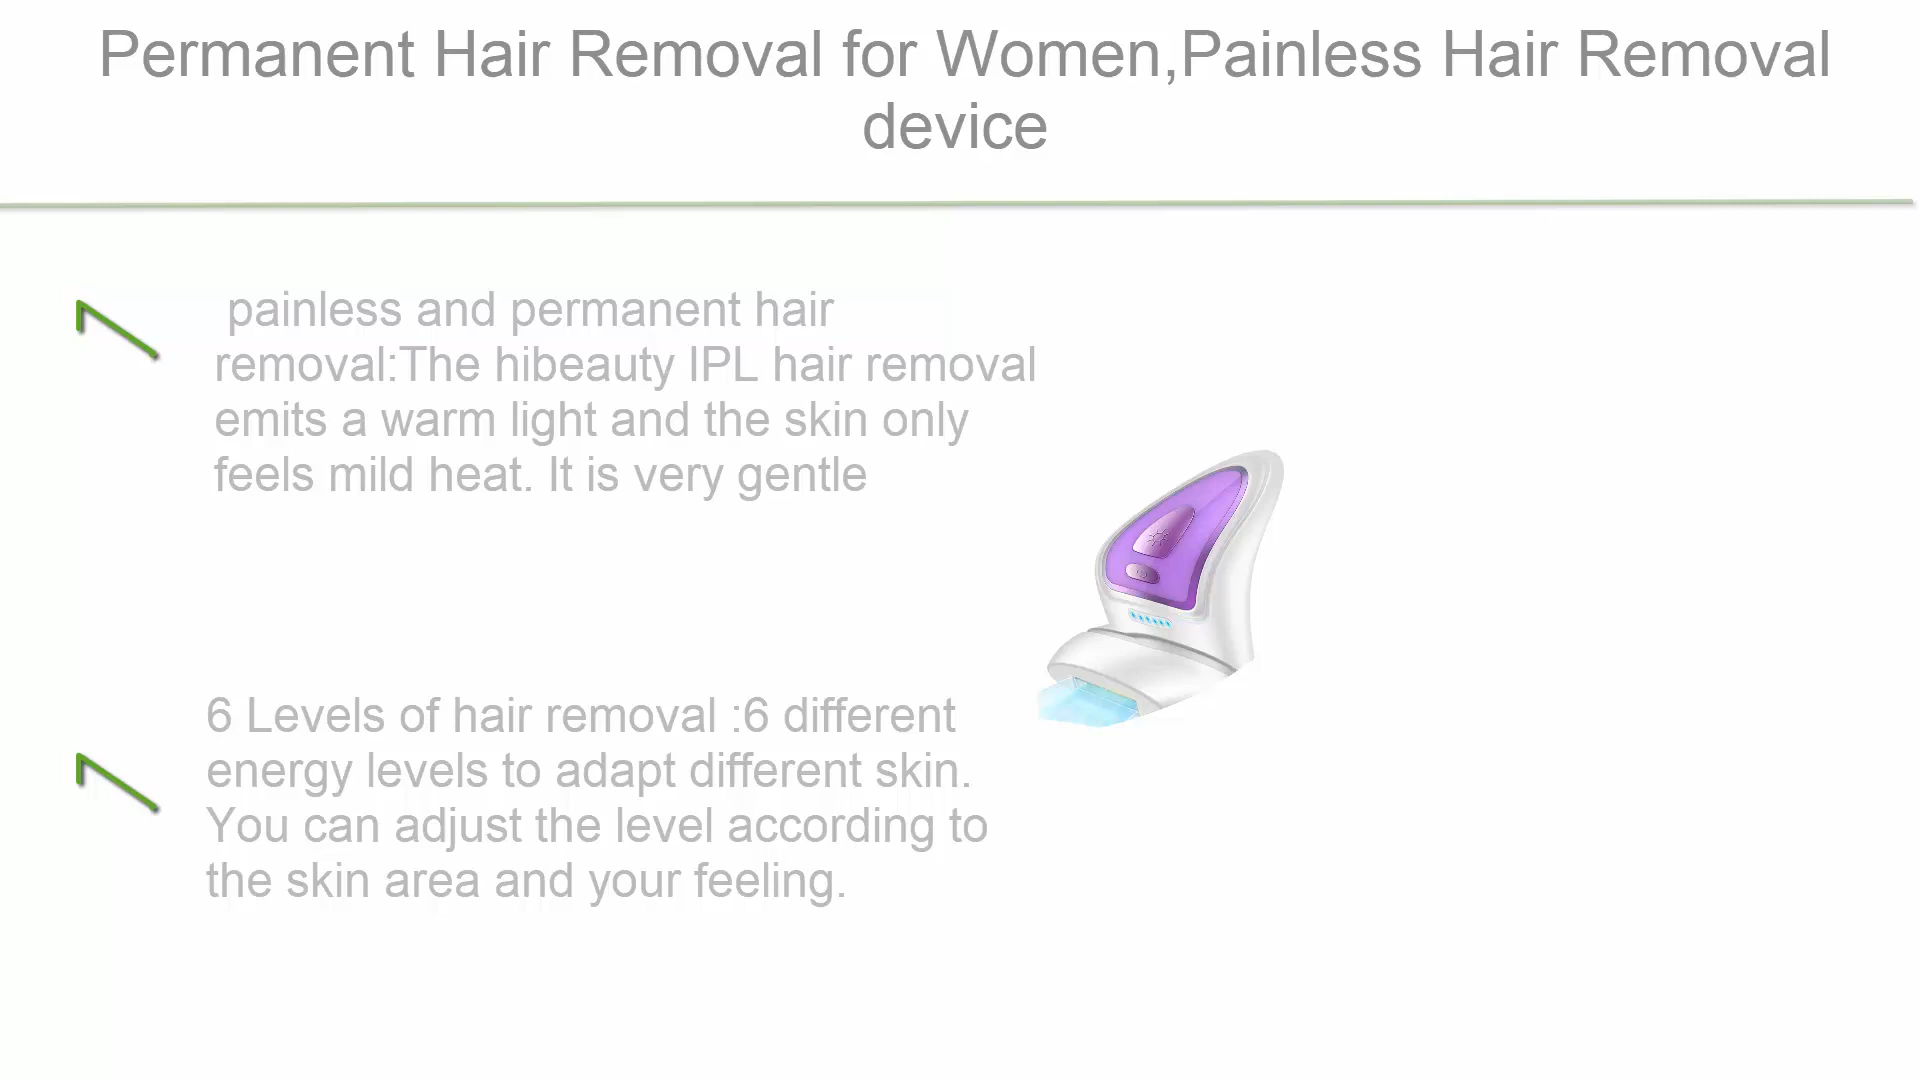 Permanent Hair Removal for Women,Painless Hair Removal
device
painless and permanent hair
removal:The hibeauty IPL hair removal
emits a warm light and the skin only
feels mild heat. It is very gentle
6 Levels of hair removal :6 different
energy levels to adapt different skin.
You can adjust the level according to
the skin area and your feeling.